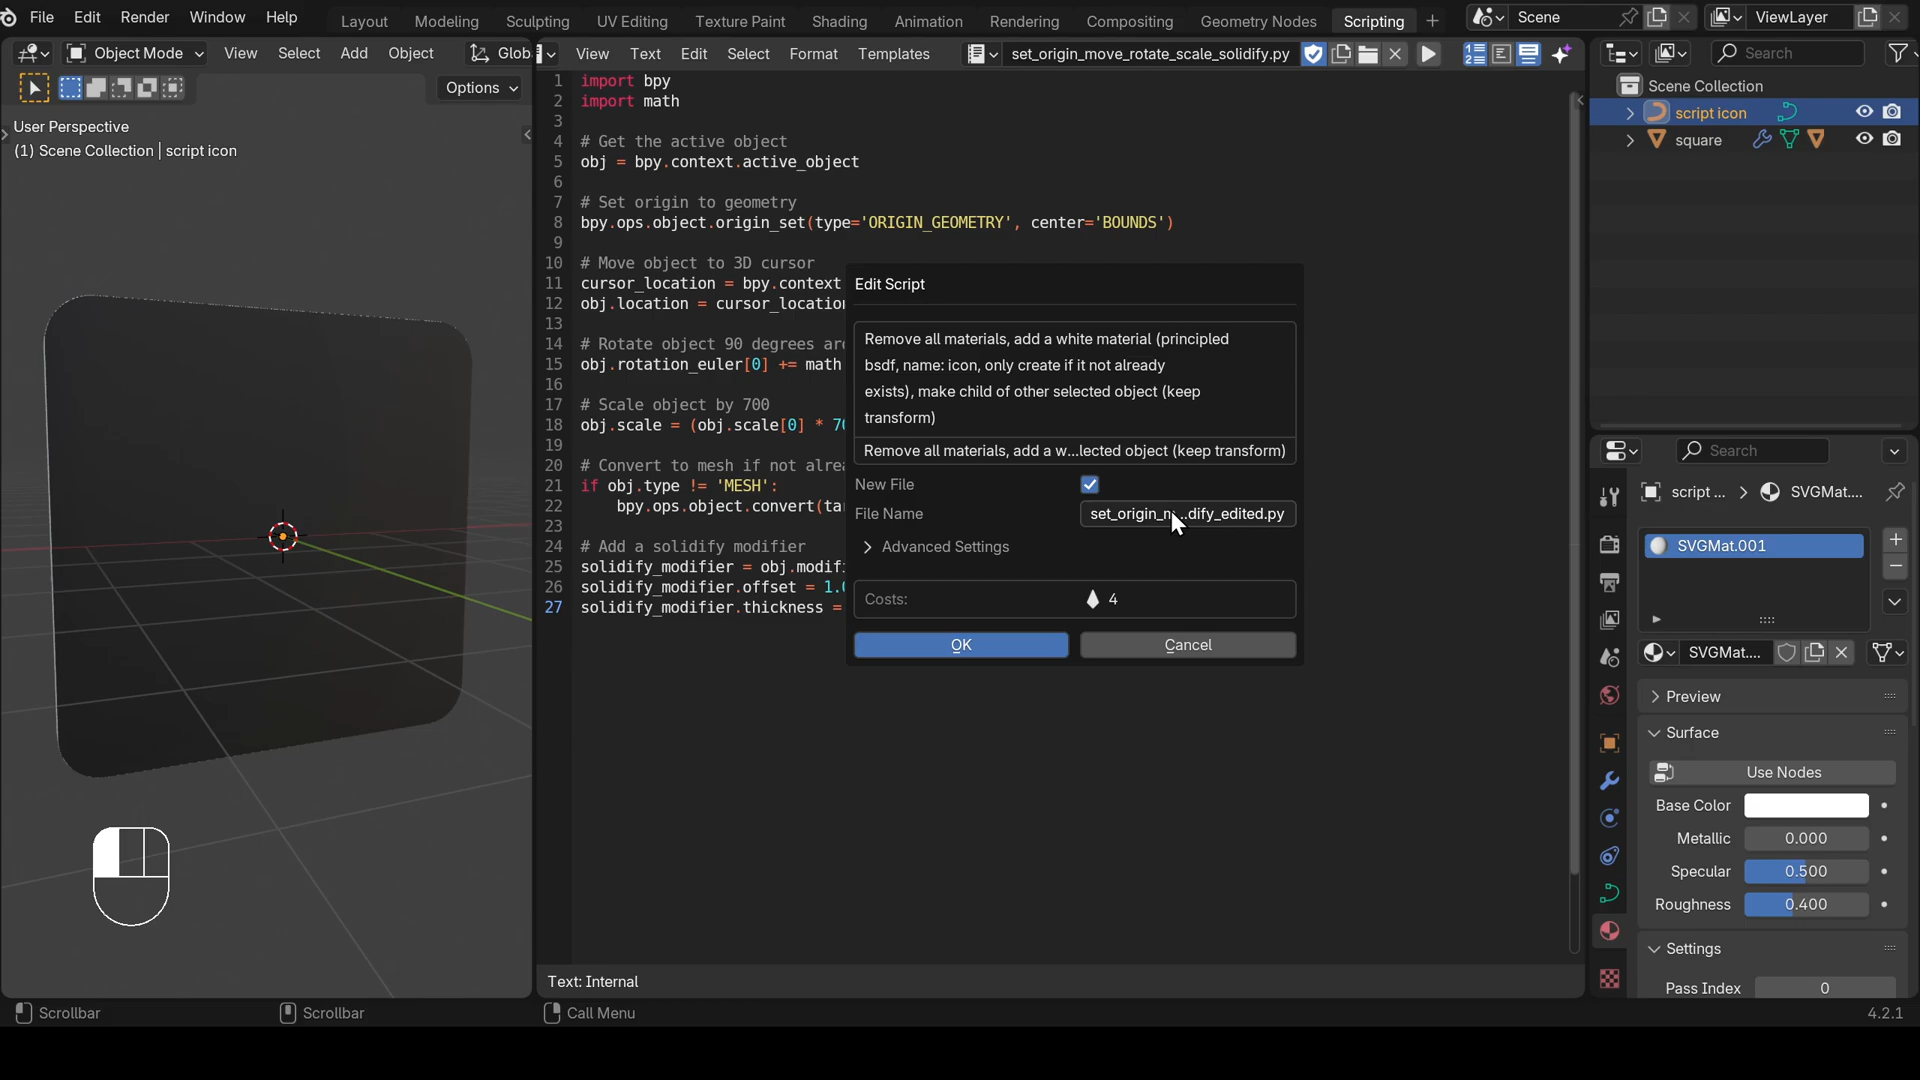 File Edit Render Window Help Layout Modeling Sculpting UV Editing Texture Paint Shading Animation Rendering Compositing Geometry Nodes Scripting + Scene ViewLayer
Object Mode View Select Add Object Glob
View Text Edit Select Format Templates set_origin_move_rotate_scale_solidify.py
Search
Options
User Perspective
(1) Scene Collection | script icon
1 import bpy
2 import math
3
4 # Get the active object
5 obj = bpy.context.active_object
6
7 # Set origin to geometry
8 bpy.ops.object.origin_set(type='ORIGIN_GEOMETRY', center='BOUNDS')
9
10 # Move object to 3D cursor
11 cursor_location = bpy.context
12 obj.location = cursor_location
13
14 # Rotate object 90 degrees
15 obj.rotation_euler[0] += math
16
17 # Scale object by 700
18 obj.scale = (obj.scale[0] *
19
20 # Convert to mesh if not
21 if obj.type != 'MESH':
22 bpy.ops.object.convert(
23
24 # Add a solidify modifier
25 solidify_modifier =
26 solidify_modifier.offset =
27 solidify_modifier.thickness =
Edit Script
Remove all materials, add a white material (principled
bsdf, name: icon, only create if it not already
exists), make child of other selected object (keep
transform)
Remove all materials, add a w...lected object (keep transform)
New File
File Name
Advanced Settings
Costs: 4
OK Cancel
Text: Internal
Scene Collection
script icon
square
Search
script ... SVGMat....
SVGMat.001
SVGMat....
Preview
Surface
Use Nodes
Base Color
Metallic 0.000
Specular 0.500
Roughness 0.400
Settings
Pass Index 0
Scrollbar Scrollbar Call Menu 4.2.1